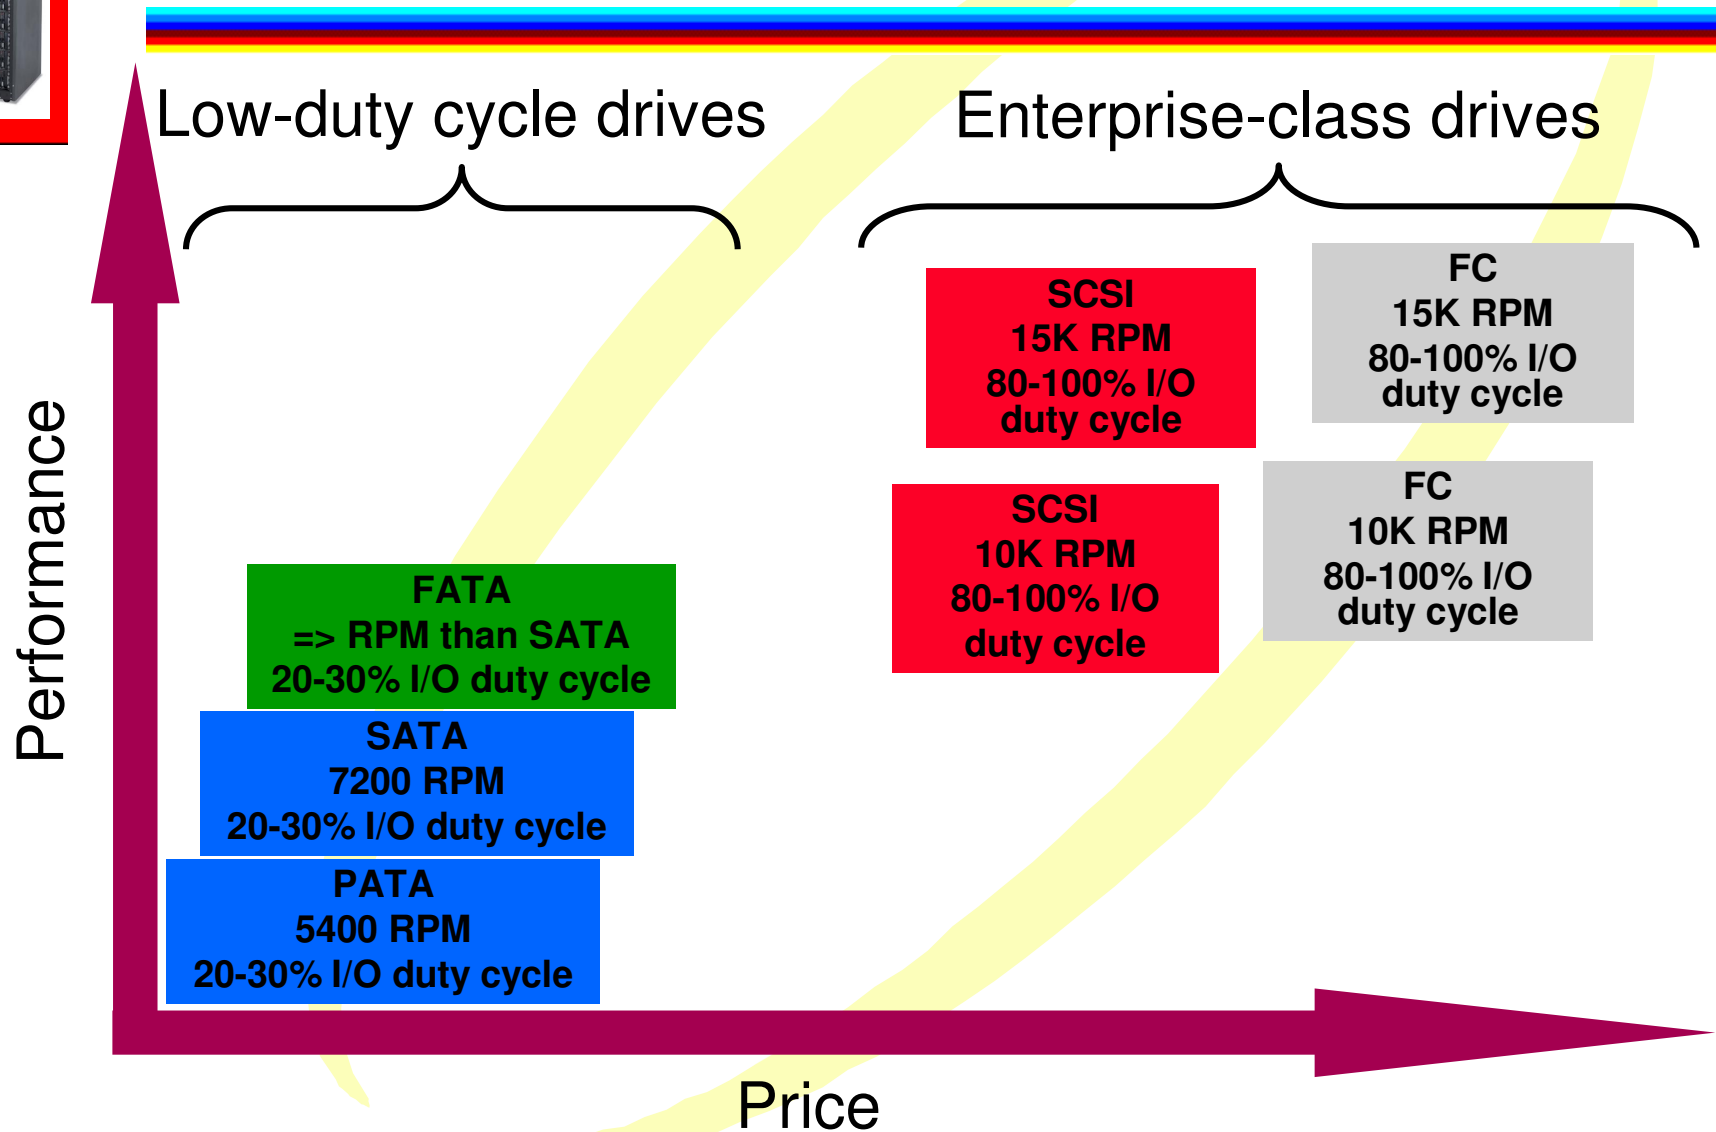 Low-duty cycle drives
Enterprise-class drives
SCSI
15K RPM
80-100% I/O
duty cycle
FC
15K RPM
80-100% I/O
duty cycle
SCSI
10K RPM
80-100% I/O
duty cycle
FC
10K RPM
80-100% I/O
duty cycle
Performance
FATA
=> RPM than SATA
20-30% I/O duty cycle
SATA
7200 RPM
20-30% I/O duty cycle
PATA
5400 RPM
20-30% I/O duty cycle
Price